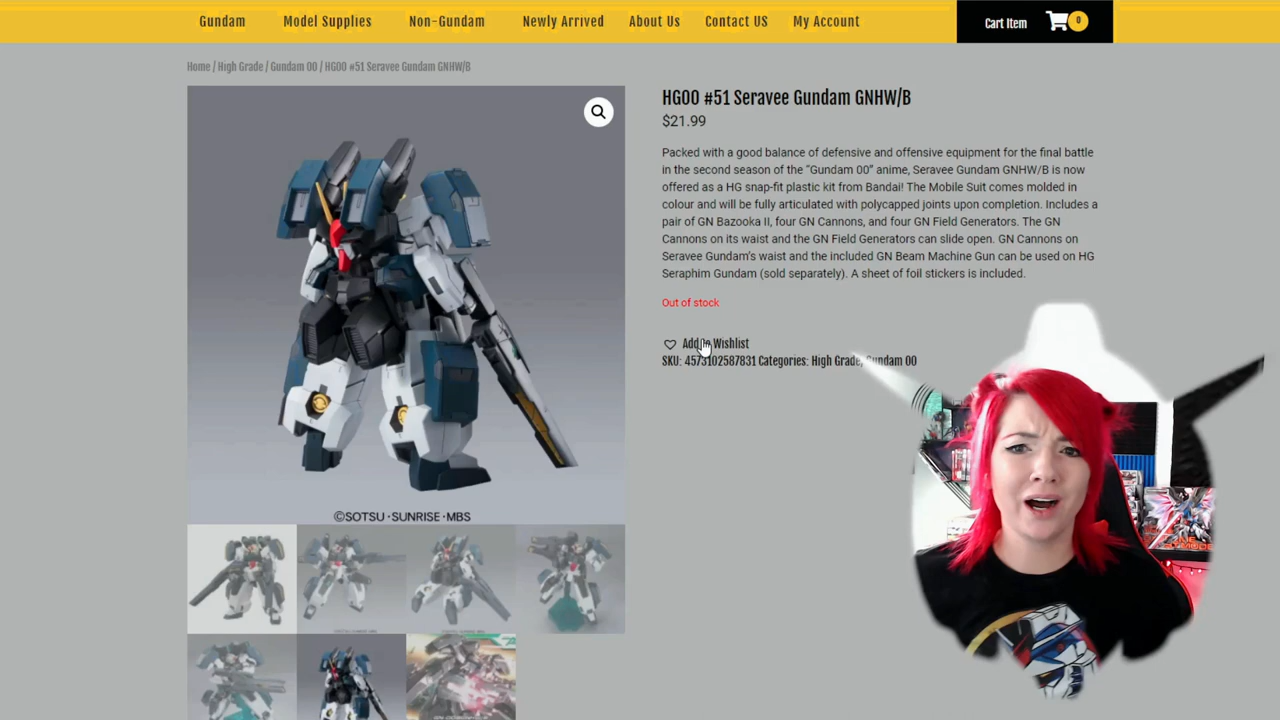 Gundam Model Supplies Non-Gundam Newly Arrived About Us Contact US My Account Cart Item 0
Home / High Grade / Gundam 00 / HG00 #51 Seravee Gundam GNHW/B
HG00 #51 Seravee Gundam GNHW/B
$21.99
Packed with a good balance of defensive and offensive equipment for the final battle
in the second season of the “Gundam 00” anime, Seravee Gundam GNHW/B is now
offered as a HG snap-fit plastic kit from Bandai! The Mobile Suit comes molded in
colour and will be fully articulated with polycapped joints upon completion. Includes a
pair of GN Bazooka II, four GN Cannons, and four GN Field Generators. The GN
Cannons on its waist and the GN Field Generators can slide open. GN Cannons on
Seravee Gundam’s waist and the included GN Beam Machine Gun can be used on HG
Seraphim Gundam (sold separately). A sheet of foil stickers is included.
Out of stock
Add to Wishlist
SKU: 4573102587831 Categories: High Grade, Gundam 00
©SOTSU・SUNRISE・MBS